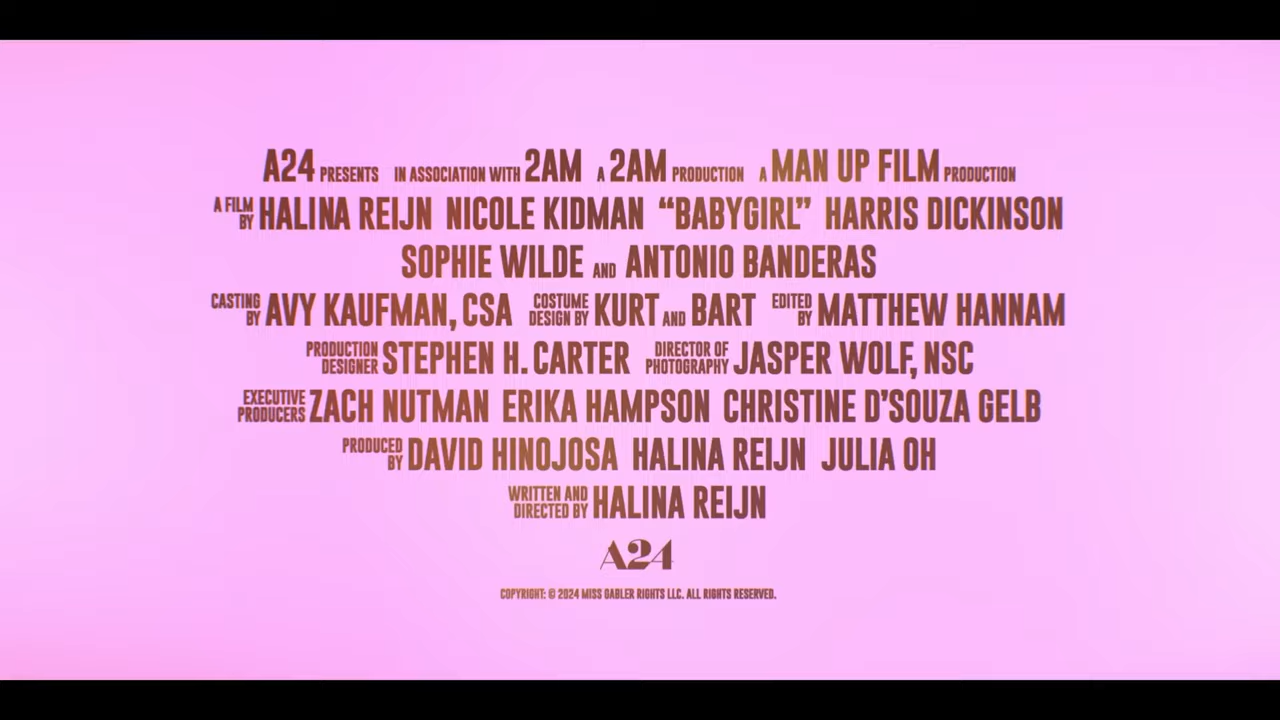 A24 PRESENTS IN ASSOCIATION WITH 2AM A 2AM PRODUCTION A MAN UP FILM PRODUCTION
A FILM BY HALINA REIJN NICOLE KIDMAN “BABYGIRL” HARRIS DICKINSON
SOPHIE WILDE AND ANTONIO BANDERAS
CASTING BY AVY KAUFMAN, CSA COSTUME DESIGN BY KURT AND BART EDITED BY MATTHEW HANNAM
PRODUCTION DESIGNER STEPHEN H. CARTER DIRECTOR OF PHOTOGRAPHY JASPER WOLF, NSC
EXECUTIVE PRODUCERS ZACH NUTMAN ERIKA HAMPSON CHRISTINE D’SOUZA GELB
PRODUCED BY DAVID HINOJOSA HALINA REIJN JULIA OH
WRITTEN AND DIRECTED BY HALINA REIJN
A24
COPYRIGHT: © 2024 MISS GABLER RIGHTS LLC. ALL RIGHTS RESERVED.